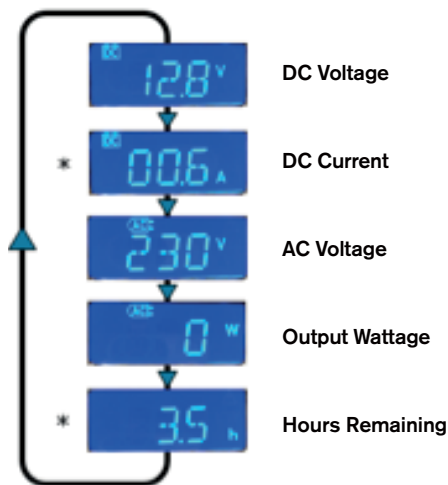 DC
12.8 V
DC Voltage
DC
* 00.6 A
DC Current
AC
230 V
AC Voltage
AC
0 W
Output Wattage
* 3.5 h
Hours Remaining